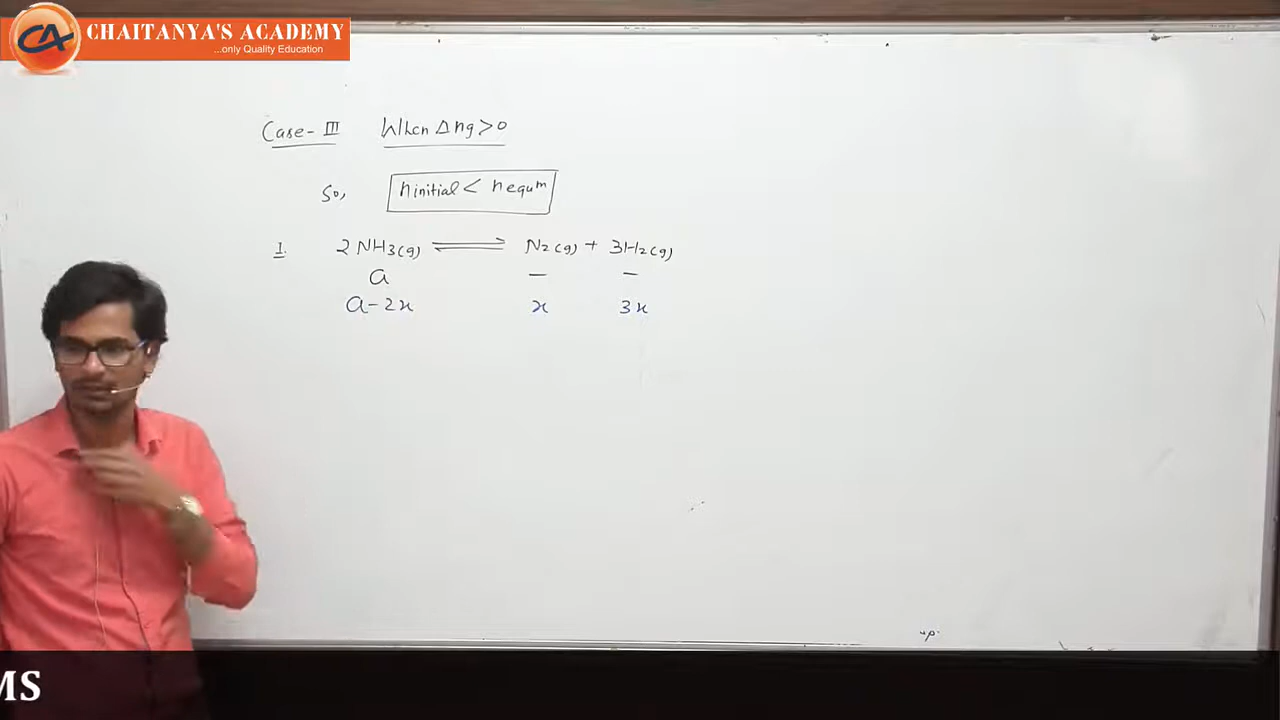 CHAITANYA'S ACADEMY
...only Quality Education
CA
Case-III When Δng>0
So, ninitial < nequm
1. 2NH3(g) ⇌ N2(g) + 3H2(g)
a – –
a-2x x 3x
MS